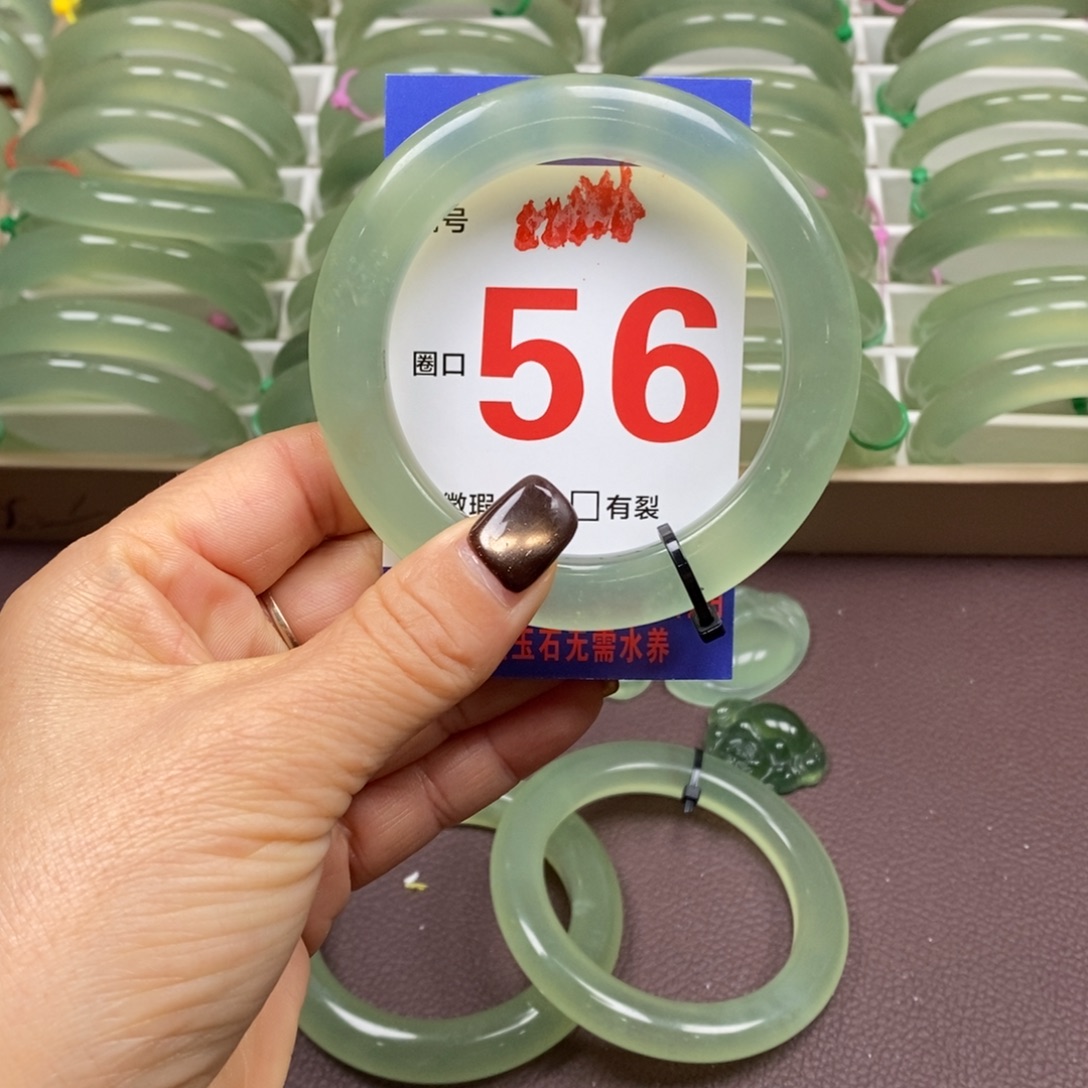 号
圈口 56
微瑕 □有裂
玉石无需水养